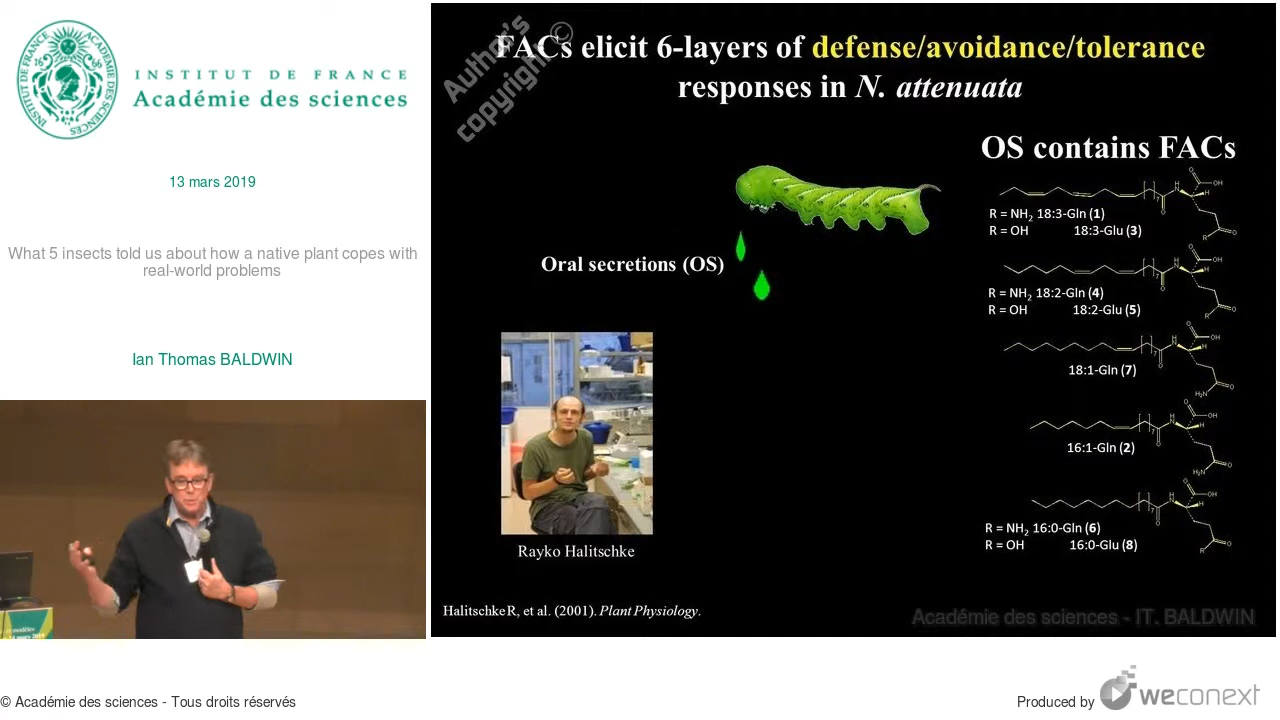 INSTITUT DE FRANCE
Académie des sciences
13 mars 2019
What 5 insects told us about how a native plant copes with
real-world problems
Ian Thomas BALDWIN
Author's
copyright ©
FACs elicit 6-layers of defense/avoidance/tolerance
responses in N. attenuata
OS contains FACs
R = NH2 18:3-Gln (1)
R = OH 18:3-Glu (3)
R = NH2 18:2-Gln (4)
R = OH 18:2-Glu (5)
18:1-Gln (7)
16:1-Gln (2)
R = NH2 16:0-Gln (6)
R = OH 16:0-Glu (8)
Oral secretions (OS)
Rayko Halitschke
Halitschke R, et al. (2001). Plant Physiology.
Académie des sciences - IT. BALDWIN
© Académie des sciences - Tous droits réservés
Produced by weconext